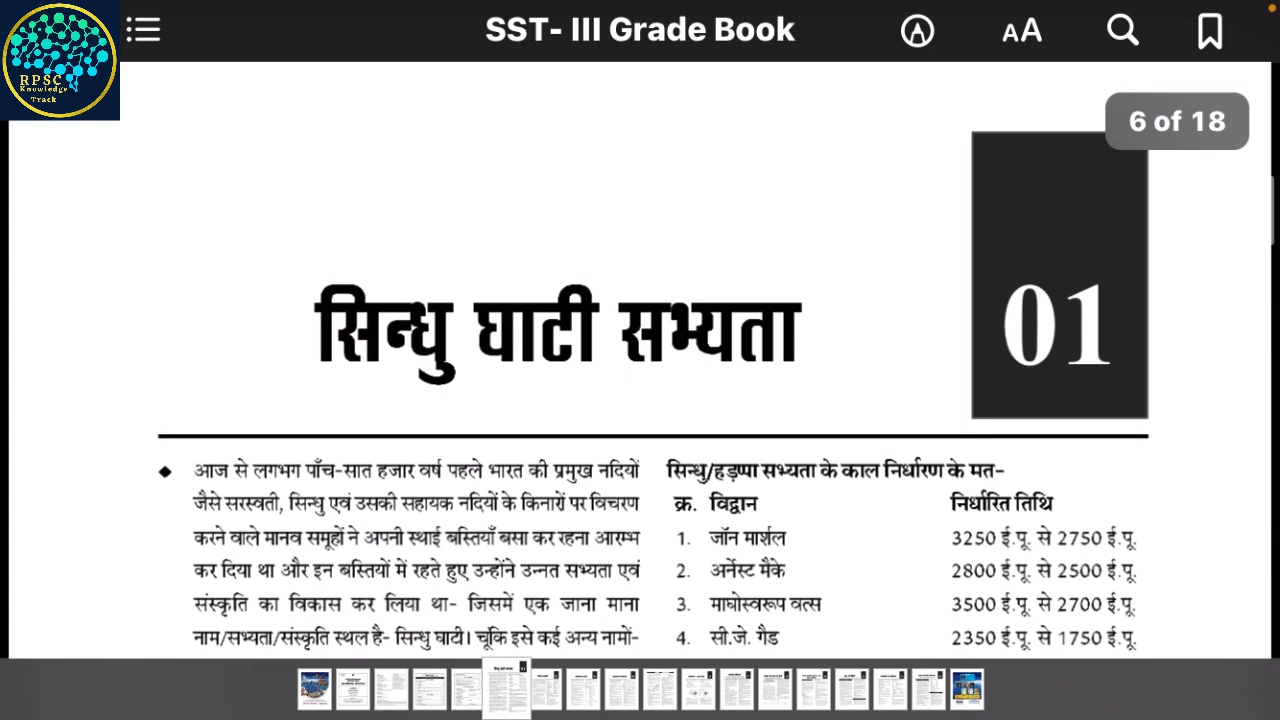 RPSC
Knowledge
Track
SST- III Grade Book
AA
6 of 18
01
सिन्धु घाटी सभ्यता
◆ आज से लगभग पाँच-सात हजार वर्ष पहले भारत की प्रमुख नदियों
जैसे सरस्वती, सिन्धु एवं उसकी सहायक नदियों के किनारों पर विचरण
करने वाले मानव समूहों ने अपनी स्थाई बस्तियाँ बसा कर रहना आरम्भ
कर दिया था और इन बस्तियों में रहते हुए उन्होंने उन्नत सभ्यता एवं
संस्कृति का विकास कर लिया था- जिसमें एक जाना माना
नाम/सभ्यता/संस्कृति स्थल है- सिन्धु घाटी। चूंकि इसे कई अन्य नामों-
सिन्धु/हड़प्पा सभ्यता के काल निर्धारण के मत-
क्र. विद्वान निर्धारित तिथि
1. जॉन मार्शल 3250 ई.पू. से 2750 ई.पू.
2. अर्नेस्ट मैके 2800 ई.पू. से 2500 ई.पू.
3. माधोस्वरूप वत्स 3500 ई.पू. से 2700 ई.पू.
4. सी.जे. गैड 2350 ई.पू. से 1750 ई.पू.